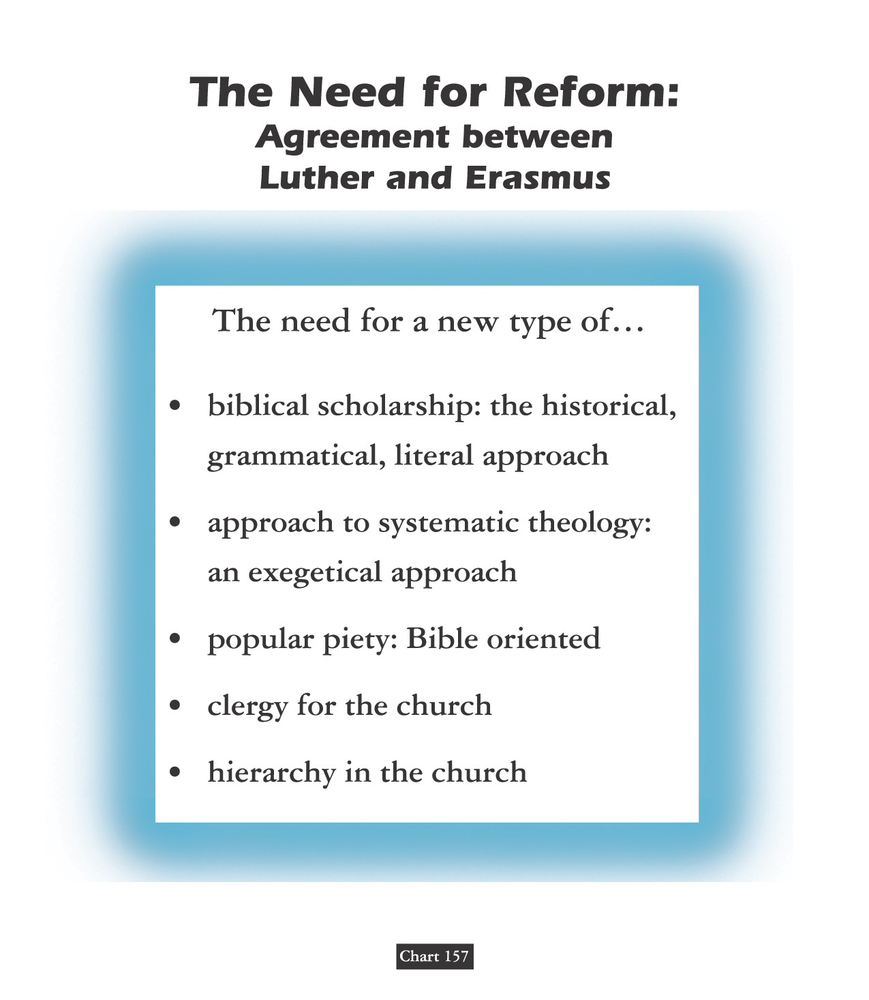 The Need for Reform:
Agreement between
Luther and Erasmus
The need for a new type of…
• biblical scholarship: the historical,
grammatical, literal approach
• approach to systematic theology:
an exegetical approach
• popular piety: Bible oriented
• clergy for the church
• hierarchy in the church
Chart 157